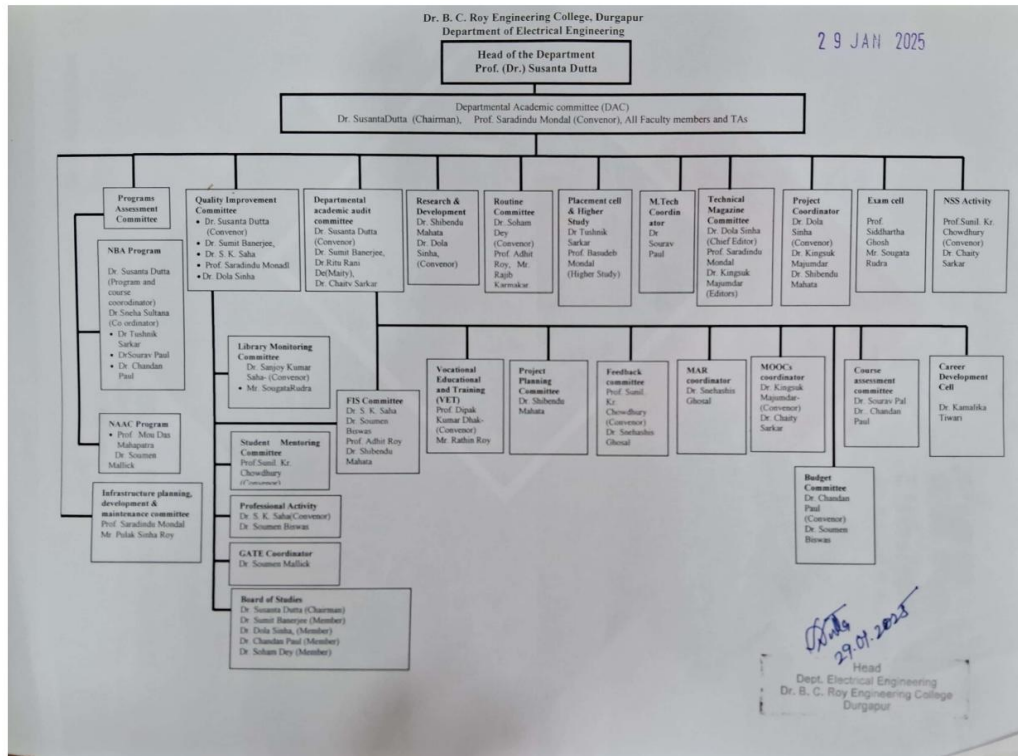 Dr. B. C. Roy Engineering College, Durgapur
Department of Electrical Engineering
29 JAN 2025
Head of the Department
Prof. (Dr.) Susanta Dutta
Departmental Academic committee (DAC)
Dr. SusantaDutta (Chairman), Prof. Saradindu Mondal (Convenor), All Faculty members and TAs
Programs
Assessment
Committee
Quality Improvement
Committee
• Dr. Susanta Dutta
(Convenor)
• Dr. Sumit Banerjee,
• Dr. S. K. Saha
• Prof. Saradindu Monadl
• Dr. Dola Sinha
Departmental
academic audit
committee
Dr. Susanta Dutta
(Convenor)
Dr. Sumit Banerjee,
Dr Ritu Rani
De(Maity),
Dr. Chaity Sarkar
Research &
Development
Dr. Shibendu
Mahata
Dr. Dola
Sinha,
(Convenor)
Routine
Committee
Dr. Soham
Dey
(Convenor)
Prof. Adhit
Roy, Mr.
Rajib
Karmakar
Placement cell
& Higher
Study
Dr Tushnik
Sarkar
Prof. Basudeb
Mondal
(Higher Study)
M.Tech
Coordin
ator
Dr
Sourav
Paul
Technical
Magazine
Committee
Dr. Dola Sinha
(Chief Editor)
Prof. Saradindu
Mondal
Dr. Kingsuk
Majumdar
(Editors)
Project
Coordinator
Dr. Dola
Sinha
(Convenor)
Dr. Kingsuk
Majumdar
Dr. Shibendu
Mahata
Exam cell
Prof.
Siddhartha
Ghosh
Mr. Sougata
Rudra
NSS Activity
Prof.Sunil. Kr.
Chowdhury
(Convenor)
Dr. Chaity
Sarkar
NBA Program
Dr. Susanta Dutta
(Program and
course
coorodinator)
Dr.Sneha Sultana
(Co ordinator)
• Dr Tushnik
Sarkar
• DrSourav Paul
• Dr. Chandan
Paul
NAAC Program
• Prof. Mou Das
Mahapatra
Dr. Soumen
Mallick
Infrastructure planning,
development &
maintenance committee
Prof. Saradindu Mondal
Mr. Pulak Sinha Roy
Library Monitoring
Committee
Dr. Sanjoy Kumar
Saha- (Convenor)
• Mr. SougataRudra
Student Mentoring
Committee
Prof.Sunil. Kr.
Chowdhury
(Convenor)
Professional Activity
Dr. S. K. Saha(Convenor)
Dr. Soumen Biswas
GATE Coordinator
Dr. Soumen Mallick
Board of Studies
Dr. Susanta Dutta (Chairman)
Dr. Sumit Banerjee (Member)
Dr. Dola Sinha, (Member)
Dr. Chandan Paul (Member)
Dr. Soham Dey (Member)
FIS Committee
Dr. S. K. Saha
Dr. Soumen
Biswas
Prof. Adhit Roy
Dr Shibendu
Mahata
Vocational
Educational
and Training
(VET)
Prof. Dipak
Kumar Dhak-
(Convenor)
Mr. Rathin Roy
Project
Planning
Committee
Dr. Shibendu
Mahata
Feedback
committee
Prof. Sunil.
Kr.
Chowdhury
(Convenor)
Dr. Snehashis
Ghosal
MAR
coordinator
Dr. Snehashis
Ghosal
MOOCs
coordinator
Dr. Kingsuk
Majumdar-
(Convenor)
Dr. Chaity
Sarkar
Course
assessment
committee
Dr. Sourav Pal
Dr . Chandan
Paul
Career
Development
Cell
Dr. Kamalika
Tiwari
Budget
Committee
Dr. Chandan
Paul
(Convenor)
Dr. Soumen
Biswas
29.01.2025
Head
Dept. Electrical Engineering
Dr. B. C. Roy Engineering College
Durgapur